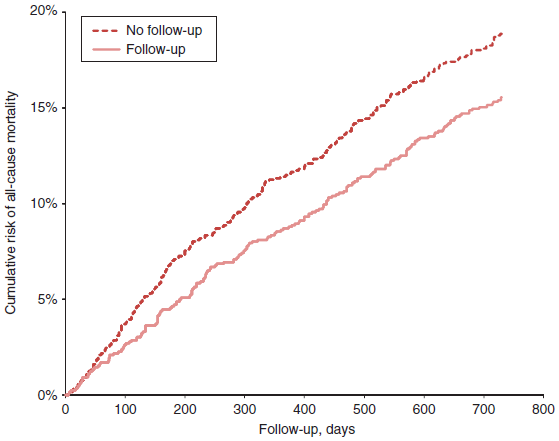 20%
No follow-up
Follow-up
15%
10%
5%
0%
Cumulative risk of all-cause mortality
0 100 200 300 400 500 600 700 800
Follow-up, days